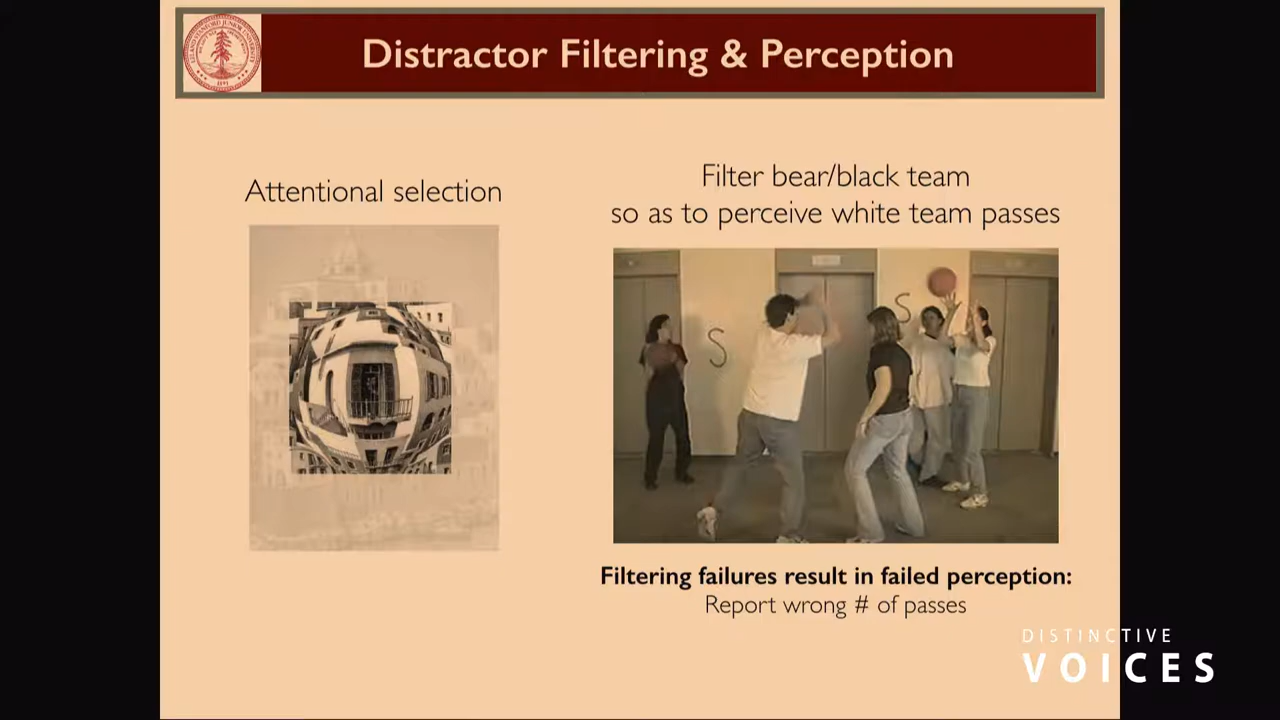 Distractor Filtering & Perception
Attentional selection
Filter bear/black team
so as to perceive white team passes
S
S
Filtering failures result in failed perception:
Report wrong # of passes
DISTINCTIVE
VOICES